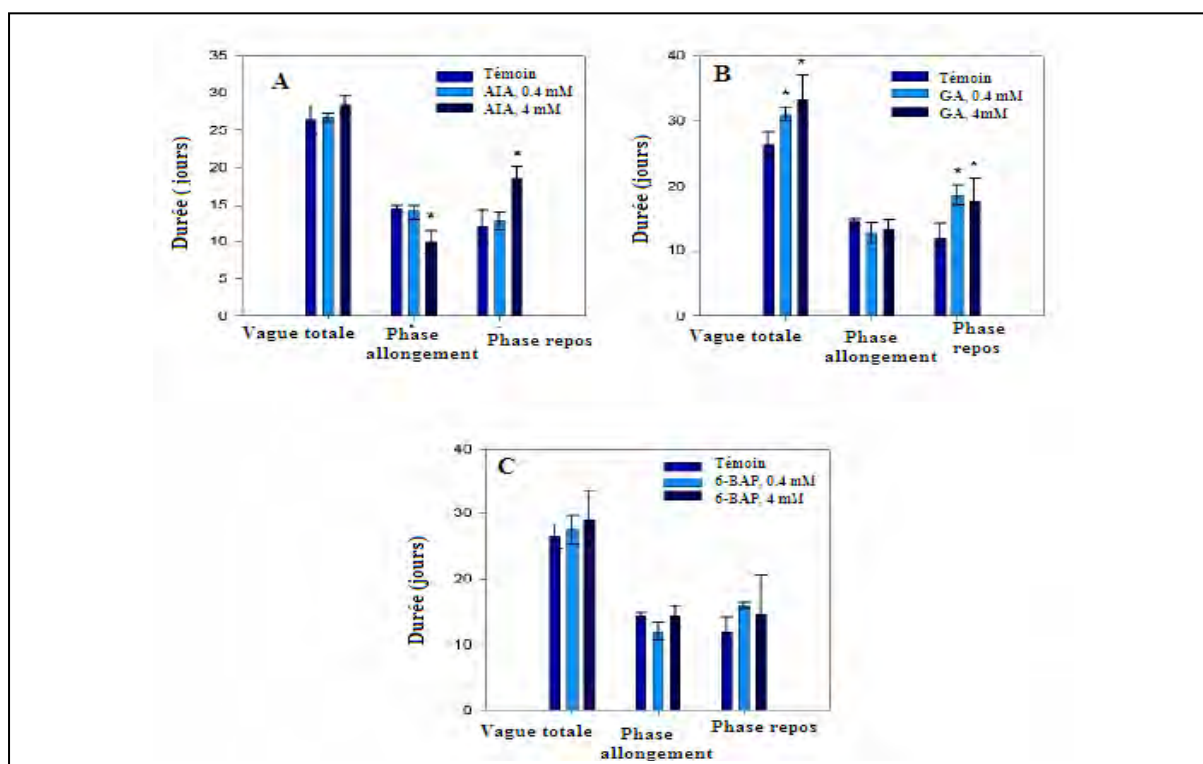 A
Témoin
AIA, 0.4 mM
AIA, 4 mM
Durée ( jours)
35
30
25
20
15
10
5
0
*
*
Vague totale
Phase
allongement
Phase repos
B
Témoin
GA, 0.4 mM
GA, 4mM
Durée (jours)
40
30
20
10
0
*
*
*
*
Vague totale
Phase
allongement
Phase
repos
C
Témoin
6-BAP, 0.4 mM
6-BAP, 4 mM
Durée (jours)
40
30
20
10
0
Vague totale
Phase
allongement
Phase repos